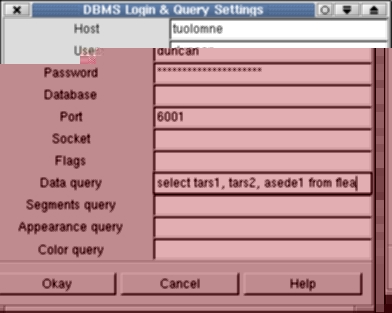 DBMS Login & Query Settings
Host tuolomne
User duncan
Password *********************
Database
Port 6001
Socket
Flags
Data query select tars1, tars2, asede1 from flea
Segments query
Appearance query
Color query
Okay Cancel Help